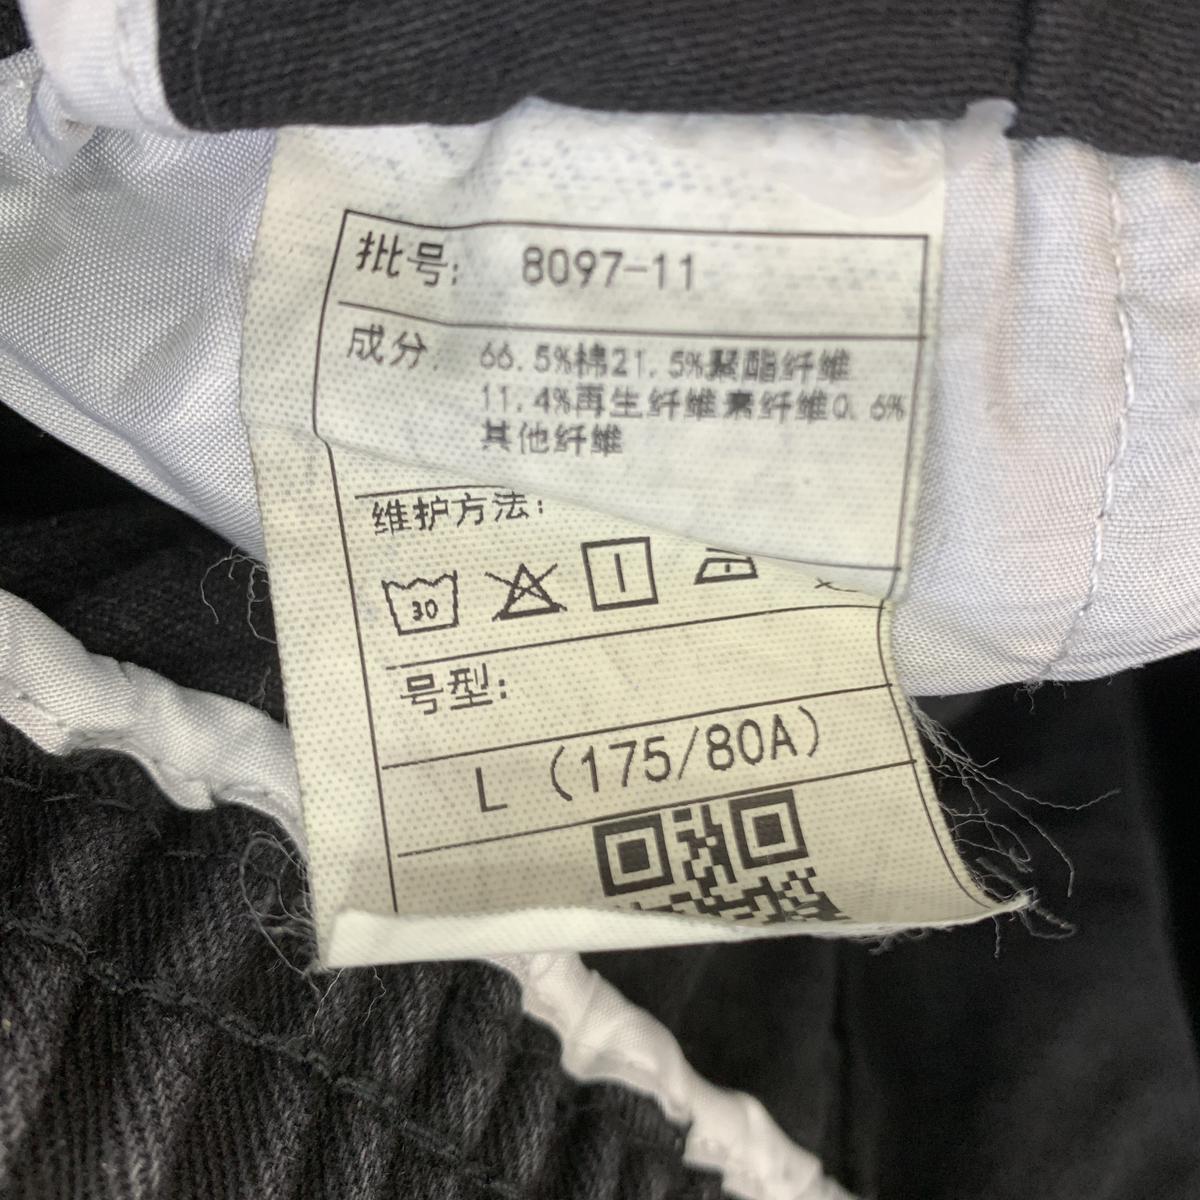 批号: 8097-11
成分: 66.5%棉21.5%聚酯纤维
11.4%再生纤维素纤维0.6%
其他纤维
维护方法:
30
号型:
L (175/80A)